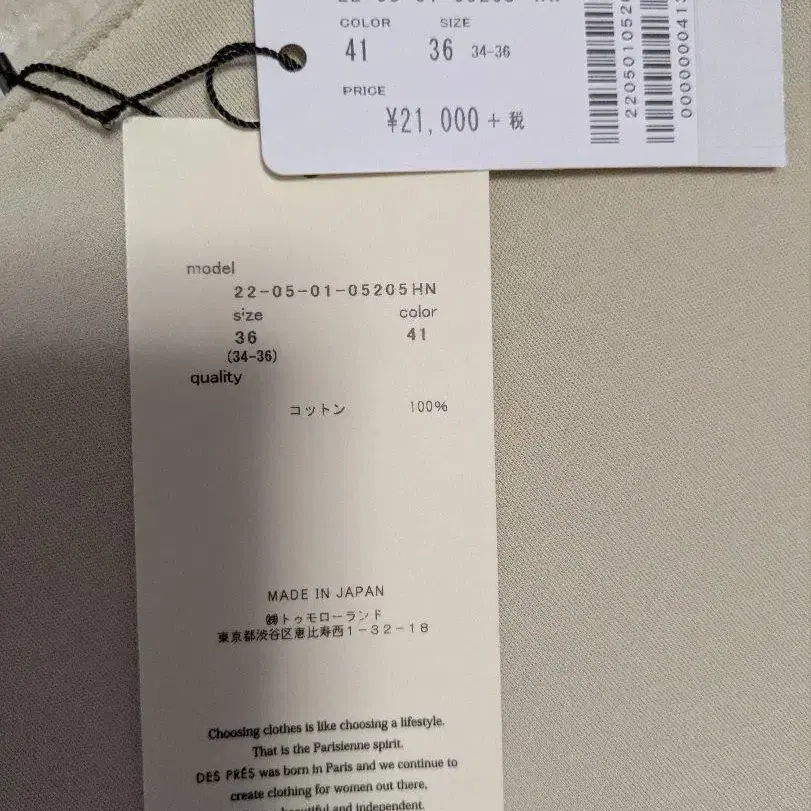 COLOR SIZE
41 36 34-36
PRICE
¥21,000 + 税
model
22-05-01-05205HN
size color
36 41
(34-36)
quality
コットン 100%
MADE IN JAPAN
㈱トゥモローランド
東京都渋谷区恵比寿西1-32-18
Choosing clothes is like choosing a lifestyle.
That is the Parisienne spirit.
DES PRÉS was born in Paris and we continue to
create clothing for women out there,
beautiful and independent.